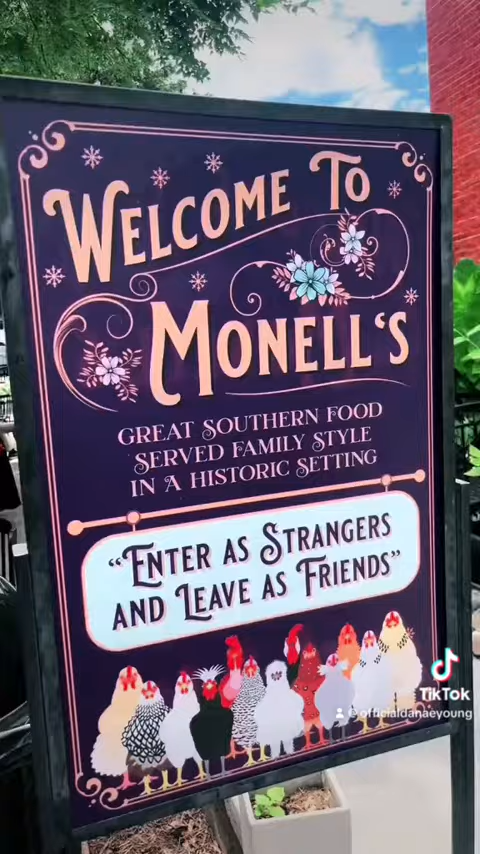 WELCOME TO
MONELL'S
GREAT SOUTHERN FOOD
SERVED FAMILY STYLE
IN A HISTORIC SETTING
“ENTER AS STRANGERS
AND LEAVE AS FRIENDS”
TikTok
@officialdanaeyoung